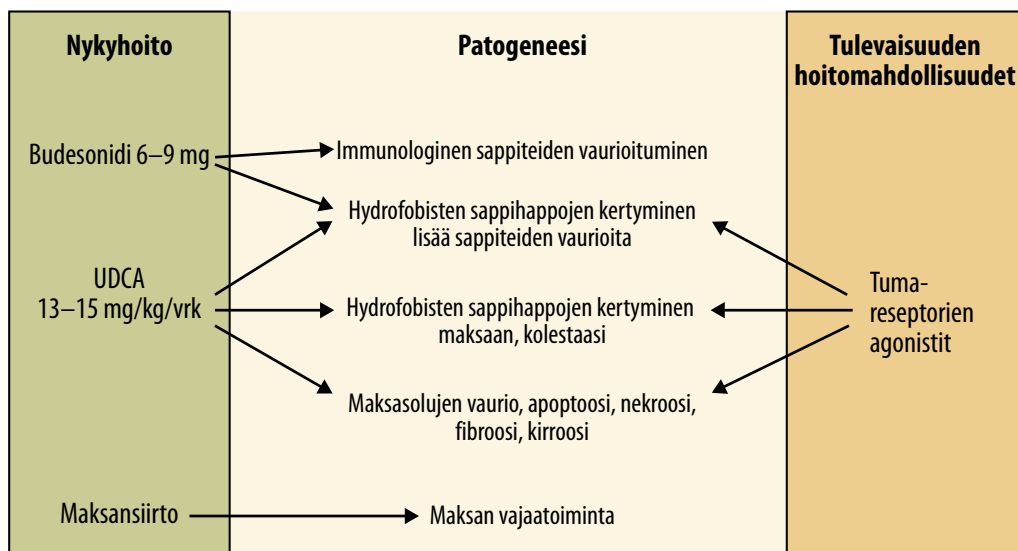 Nykyhoito
Patogeneesi
Tulevaisuuden
hoitomahdollisuudet
Budesonidi 6–9 mg
Immunologinen sappiteiden vaurioituminen
Hydrofobisten sappihappojen kertyminen
lisää sappiteiden vaurioita
UDCA
13–15 mg/kg/vrk
Hydrofobisten sappihappojen kertyminen
maksaan, kolestaasi
Tuma-
reseptorien
agonistit
Maksasolujen vaurio, apoptoosi, nekroosi,
fibroosi, kirroosi
Maksansiirto
Maksan vajaatoiminta